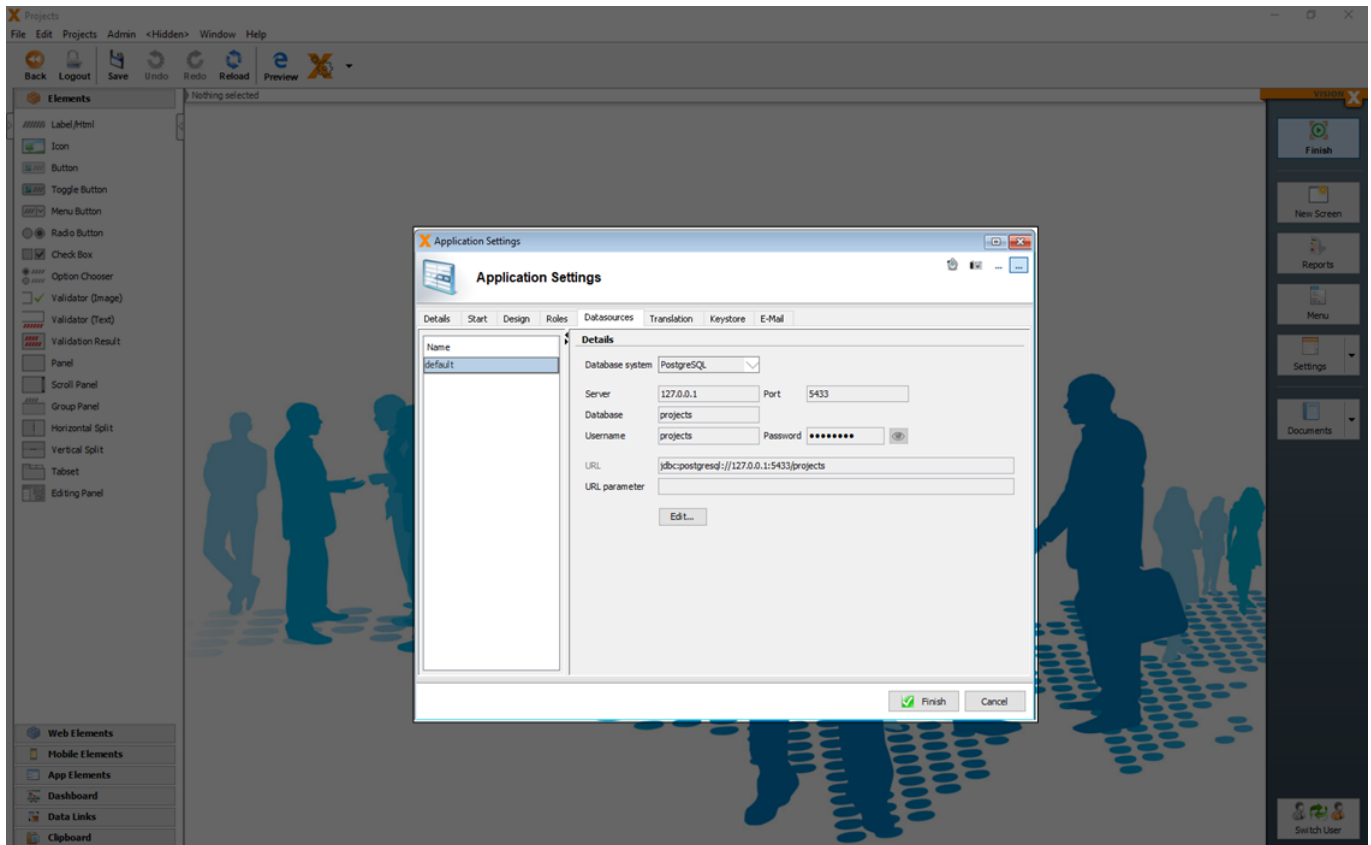 Projects
File Edit Projects Admin <Hidden> Window Help
Back Logout Save Undo Redo Reload Preview
Elements
Nothing selected
VISION X
Label/Html
Icon
Button
Toggle Button
Menu Button
Radio Button
Check Box
Option Chooser
Validator (Image)
Validator (Text)
Validation Result
Panel
Scroll Panel
Group Panel
Horizontal Split
Vertical Split
Tabset
Editing Panel
Web Elements
Mobile Elements
App Elements
Dashboard
Data Links
Clipboard
Application Settings
Application Settings
... ...
Details Start Design Roles Datasources Translation Keystore E-Mail
Name
default
Details
Database system PostgreSQL
Server 127.0.0.1 Port 5433
Database projects
Username projects Password ••••••••
URL jdbc:postgresql://127.0.0.1:5433/projects
URL parameter
Edit...
Finish Cancel
Finish
New Screen
Reports
Menu
Settings
Documents
Switch User